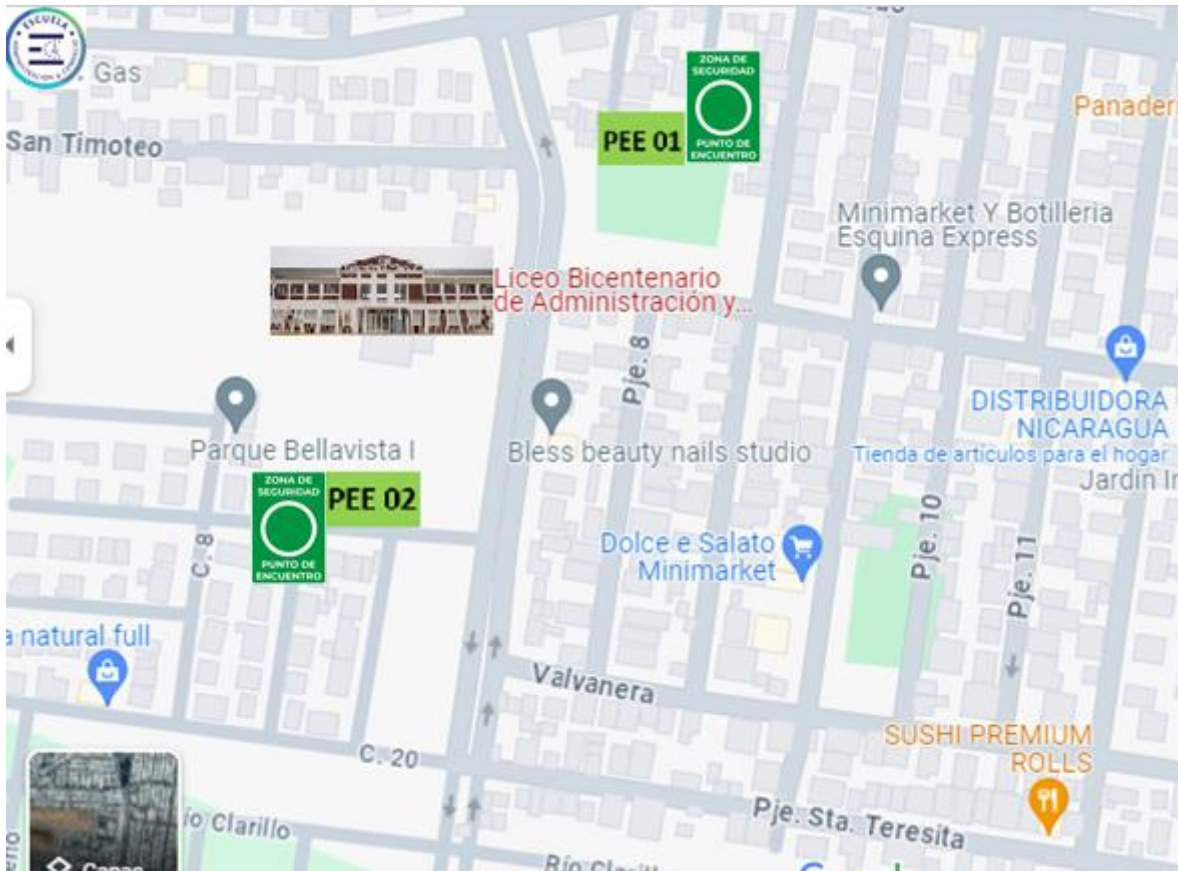 ESCUELA
Gas
San Timoteo
ZONA DE
SEGURIDAD
PEE 01
PUNTO DE
ENCUENTRO
Panader
Minimarket Y Botilleria
Esquina Express
Liceo Bicentenario
de Administración y...
Pje. 8
DISTRIBUIDORA
NICARAGUA
Tienda de articulos para el hogar
Jardin In
Parque Bellavista I
Bless beauty nails studio
ZONA DE
SEGURIDAD
PEE 02
PUNTO DE
ENCUENTRO
C. 8
Dolce e Salato
Minimarket
Pje. 10
Pje. 11
a natural full
Valvanera
C. 20
SUSHI PREMIUM
ROLLS
Pje. Sta. Teresita
ío Clarillo